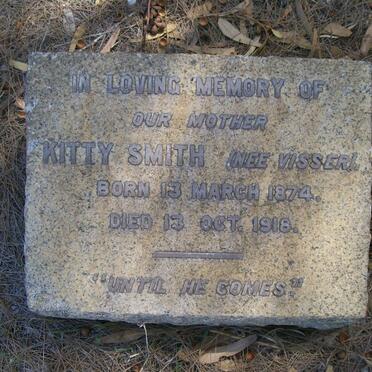 IN LOVING MEMORY OF
OUR MOTHER
KITTY SMITH (NEE VISSER).
BORN 13 MARCH 1874.
DIED 13 OCT. 1918.
"UNTIL HE COMES."